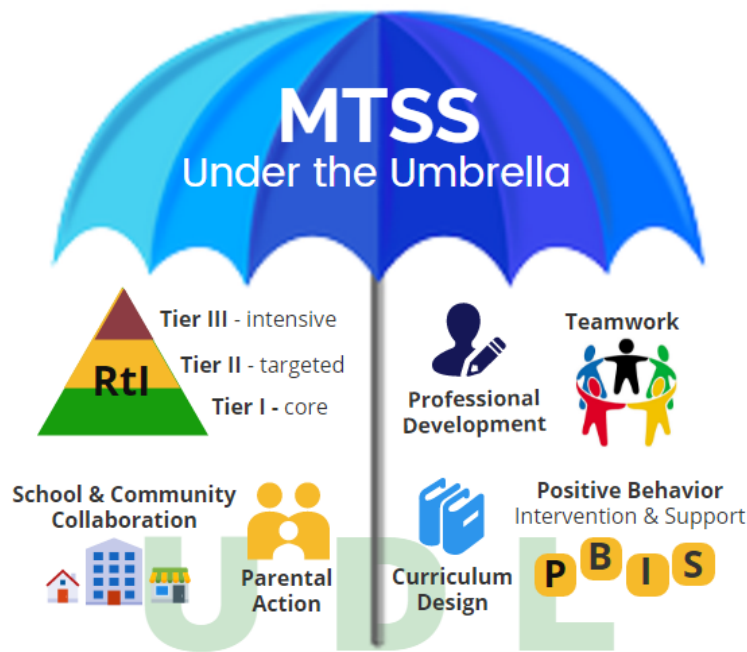 MTSS
Under the Umbrella
Tier III - intensive
Tier II - targeted
Tier I - core
RtI
Professional
Development
Teamwork
School & Community
Collaboration
Parental
Action
Curriculum
Design
Positive Behavior
Intervention & Support
P B I S
U D L